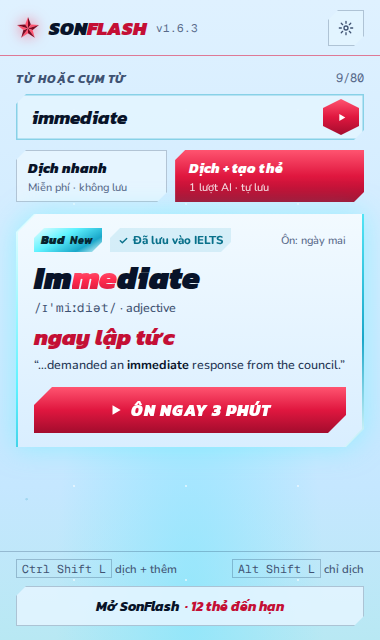 SONFLASH v1.6.3
TỪ HOẶC CỤM TỪ 9/80
immediate
Dịch nhanh
Miễn phí · không lưu
Dịch + tạo thẻ
1 lượt AI · tự lưu
Bud New ✓ Đã lưu vào IELTS Ôn: ngày mai
Immediate
/ɪˈmiːdiət/ · adjective
ngay lập tức
“…demanded an immediate response from the council.”
ÔN NGAY 3 PHÚT
Ctrl Shift L dịch + thêm Alt Shift L chỉ dịch
Mở SonFlash · 12 thẻ đến hạn